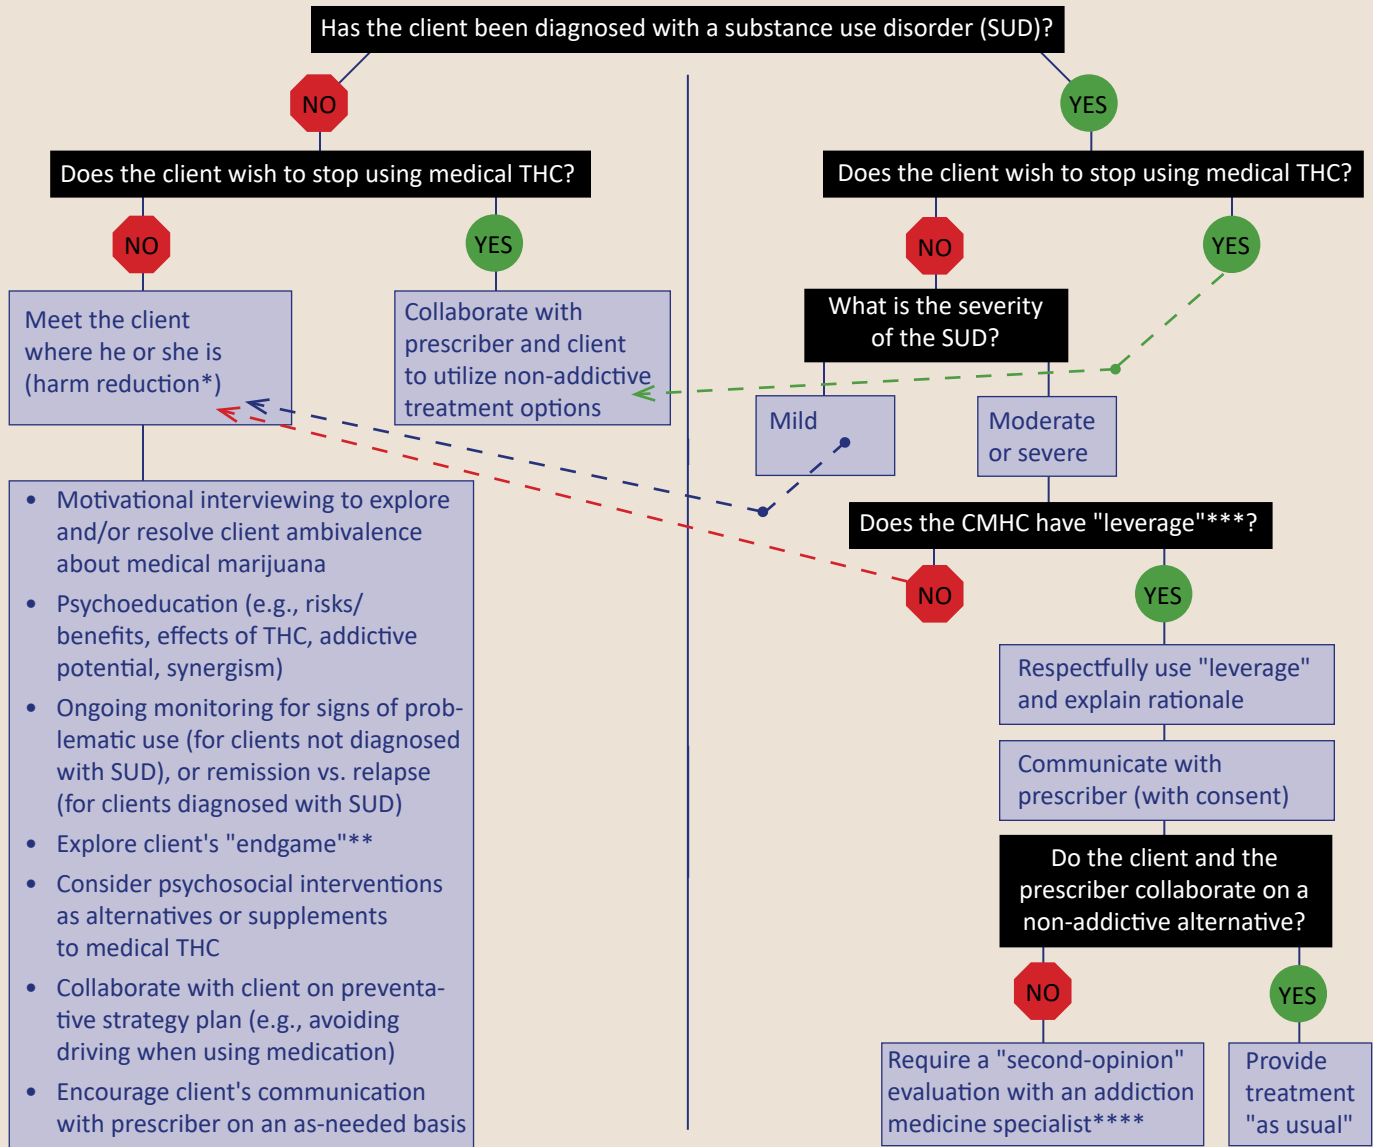 Has the client been diagnosed with a substance use disorder (SUD)?
NO
YES
Does the client wish to stop using medical THC?
NO
YES
Meet the client
where he or she is
(harm reduction*)
Collaborate with
prescriber and client
to utilize non-addictive
treatment options
• Motivational interviewing to explore
and/or resolve client ambivalence
about medical marijuana
• Psychoeducation (e.g., risks/
benefits, effects of THC, addictive
potential, synergism)
• Ongoing monitoring for signs of prob-
lematic use (for clients not diagnosed
with SUD), or remission vs. relapse
(for clients diagnosed with SUD)
• Explore client's "endgame"**
• Consider psychosocial interventions
as alternatives or supplements
to medical THC
• Collaborate with client on preventa-
tive strategy plan (e.g., avoiding
driving when using medication)
• Encourage client's communication
with prescriber on an as-needed basis
Does the client wish to stop using medical THC?
NO
YES
What is the severity
of the SUD?
Mild
Moderate
or severe
Does the CMHC have "leverage"***?
NO
YES
Respectfully use "leverage"
and explain rationale
Communicate with
prescriber (with consent)
Do the client and the
prescriber collaborate on a
non-addictive alternative?
NO
YES
Require a "second-opinion"
evaluation with an addiction
medicine specialist****
Provide
treatment
"as usual"